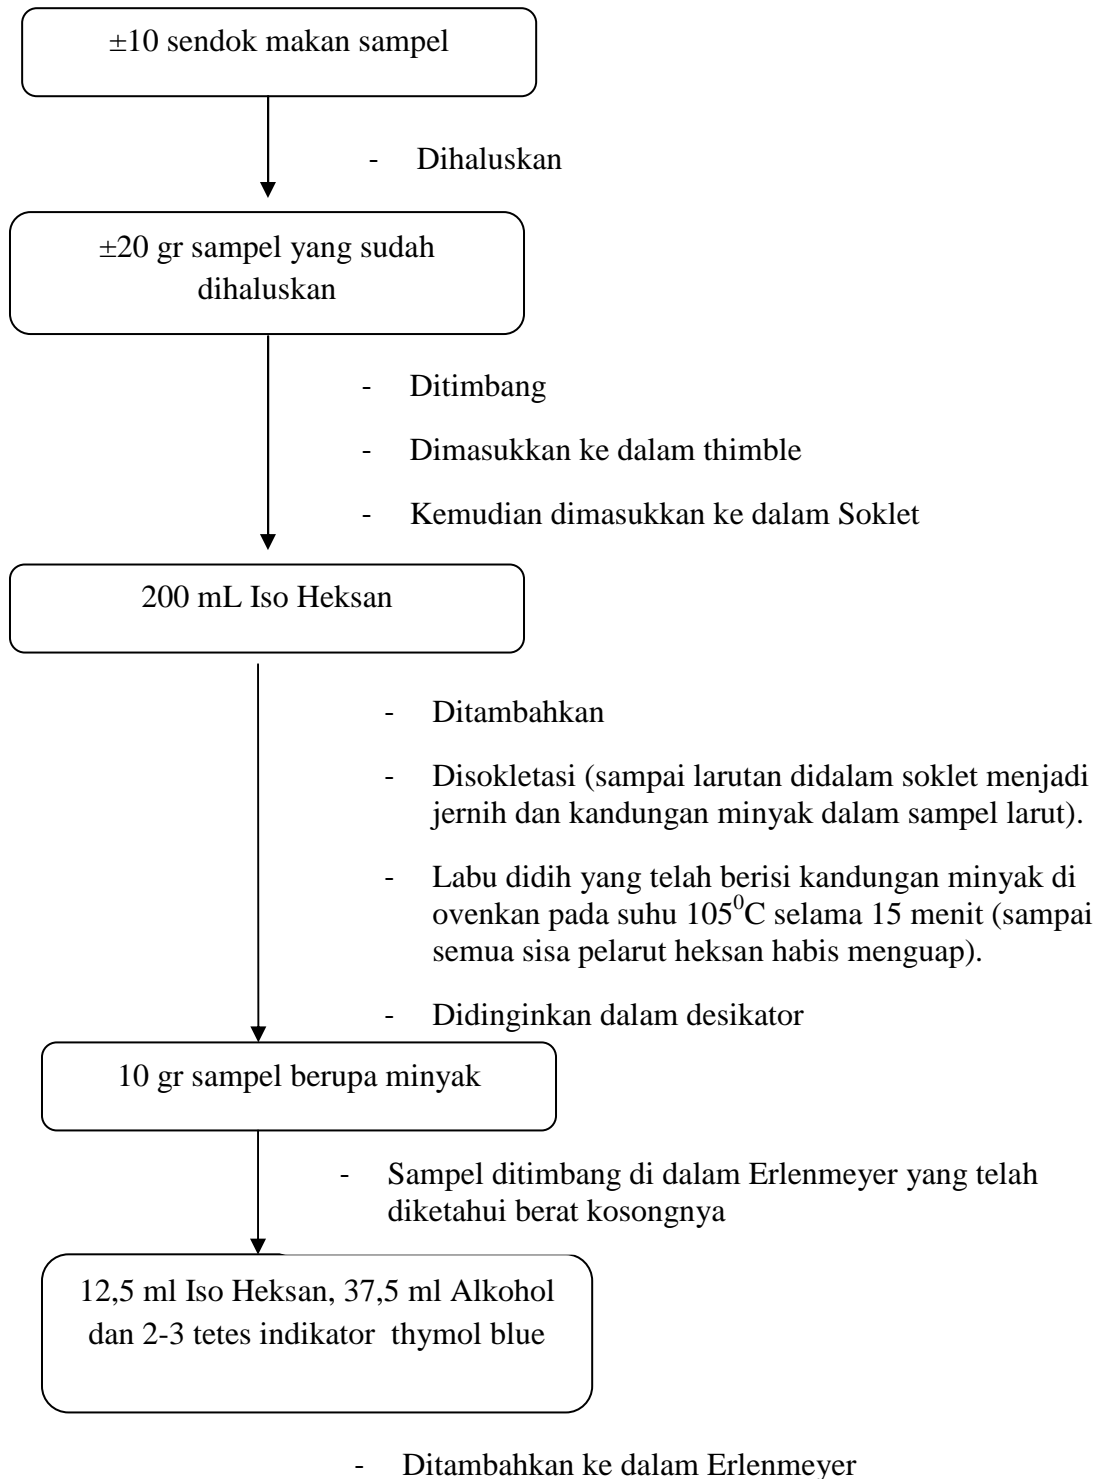 ±10 sendok makan sampel
- Dihaluskan
±20 gr sampel yang sudah
dihaluskan
- Ditimbang
- Dimasukkan ke dalam thimble
- Kemudian dimasukkan ke dalam Soklet
200 mL Iso Heksan
- Ditambahkan
- Disokletasi (sampai larutan didalam soklet menjadi
jernih dan kandungan minyak dalam sampel larut).
- Labu didih yang telah berisi kandungan minyak di
ovenkan pada suhu 105⁰C selama 15 menit (sampai
semua sisa pelarut heksan habis menguap).
- Didinginkan dalam desikator
10 gr sampel berupa minyak
- Sampel ditimbang di dalam Erlenmeyer yang telah
diketahui berat kosongnya
12,5 ml Iso Heksan, 37,5 ml Alkohol
dan 2-3 tetes indikator thymol blue
- Ditambahkan ke dalam Erlenmeyer